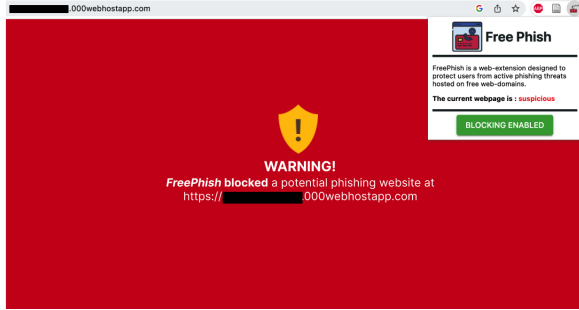 .000webhostapp.com
G
ABP
Free Phish
FreePhish is a web-extension designed to
protect users from active phishing threats
hosted on free web-domains.
The current webpage is : suspicious
BLOCKING ENABLED
!
WARNING!
FreePhish blocked a potential phishing website at
https:// .000webhostapp.com